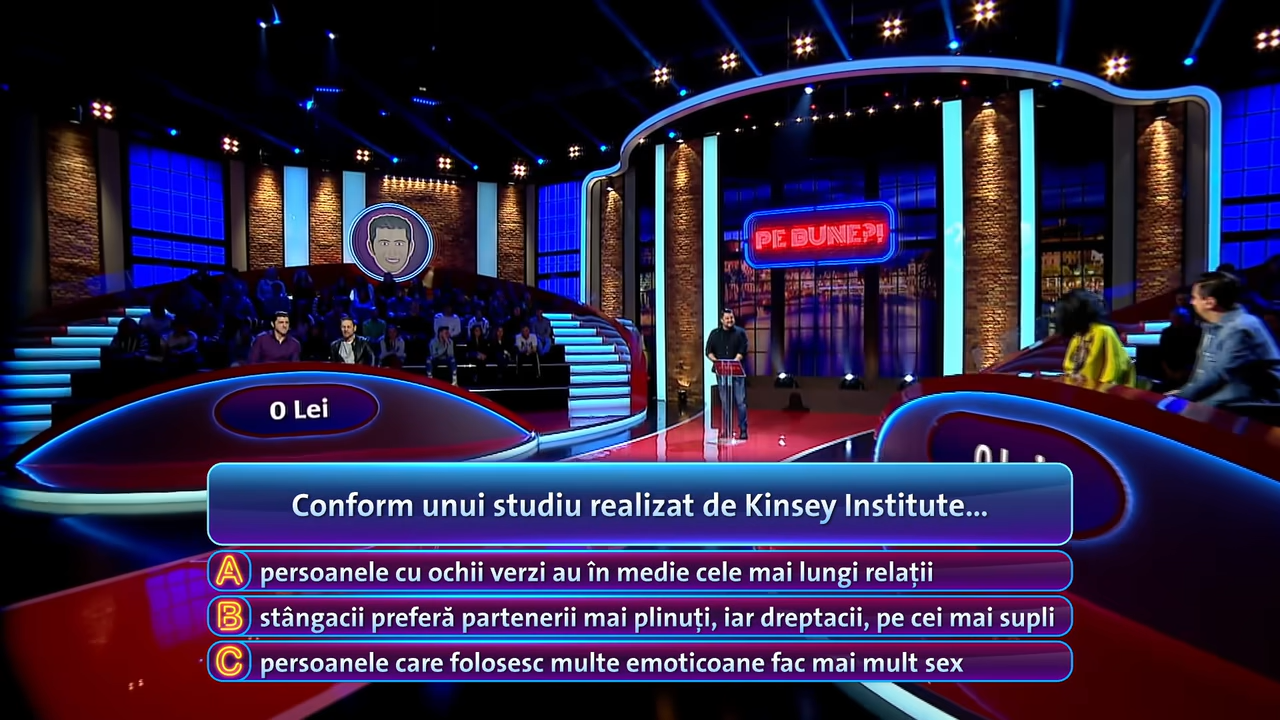 PE BUNE?!
0 Lei
Conform unui studiu realizat de Kinsey Institute...
A persoanele cu ochii verzi au în medie cele mai lungi relații
B stângacii preferă partenerii mai plinuți, iar dreptacii, pe cei mai supli
C persoanele care folosesc multe emoticoane fac mai mult sex